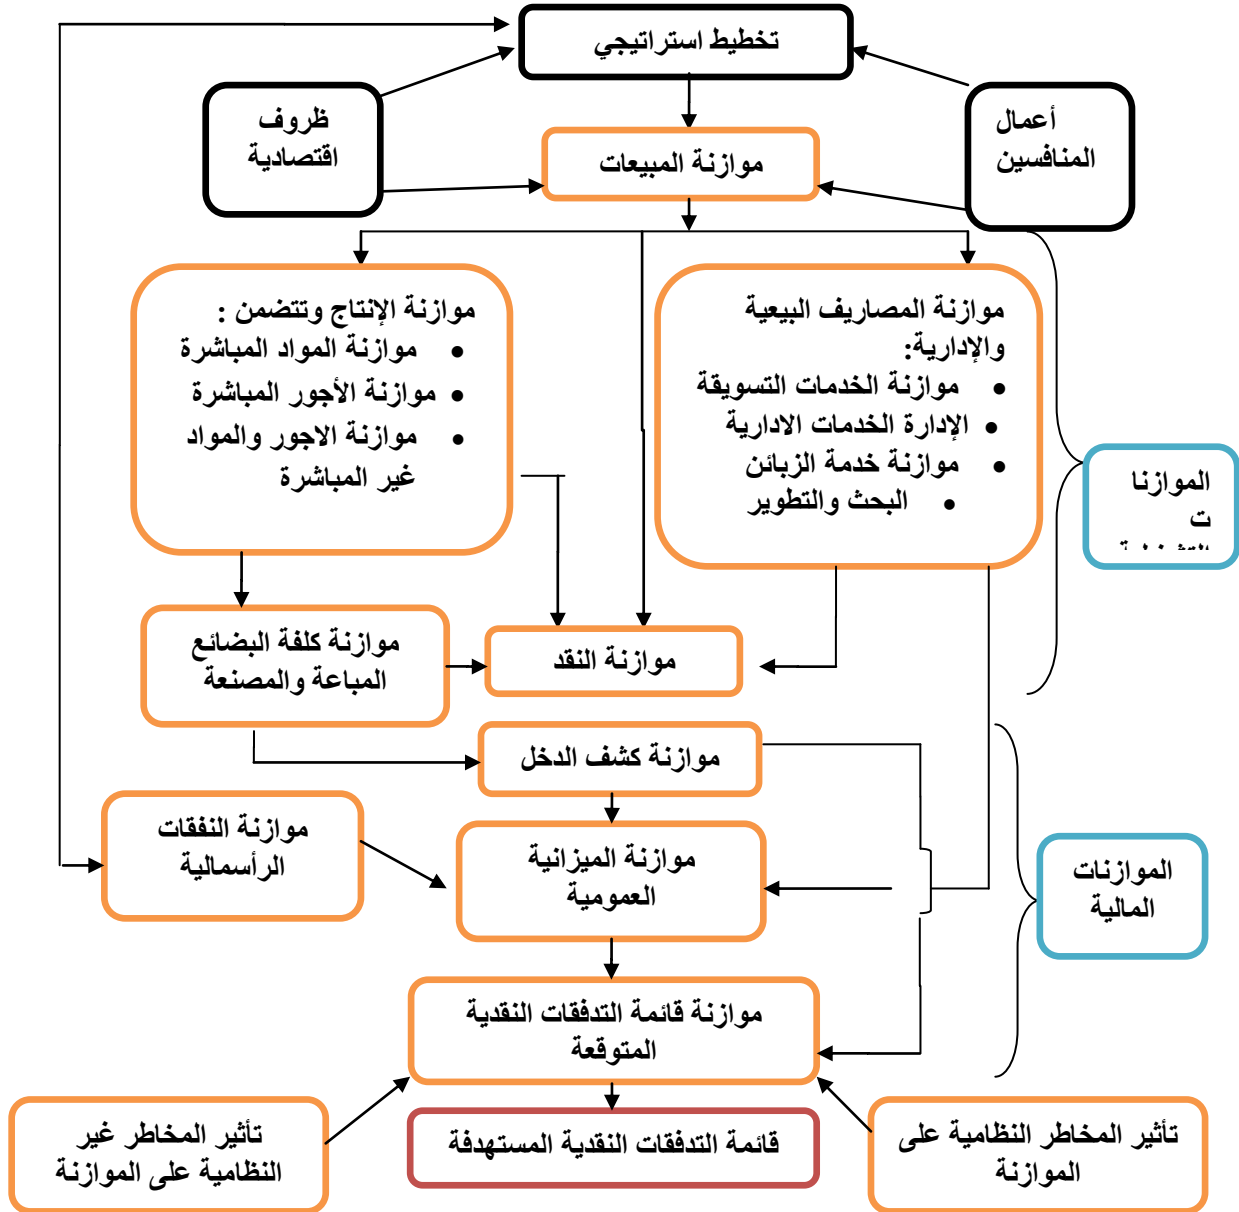 تخطيط استراتيجي
ظروف
اقتصادية
أعمال
المنافسين
موازنة المبيعات
موازنة الإنتاج وتتضمن :
• موازنة المواد المباشرة
• موازنة الأجور المباشرة
• موازنة الاجور والمواد
غير المباشرة
موازنة المصاريف البيعية
والإدارية:
• موازنة الخدمات التسويقة
• الإدارة الخدمات الادارية
• موازنة خدمة الزبائن
• البحث والتطوير
الموازنا
ت
موازنة كلفة البضائع
المباعة والمصنعة
موازنة النقد
موازنة كشف الدخل
موازنة النفقات
الرأسمالية
موازنة الميزانية
العمومية
الموازنات
المالية
موازنة قائمة التدفقات النقدية
المتوقعة
تأثير المخاطر غير
النظامية على الموازنة
قائمة التدفقات النقدية المستهدفة
تأثير المخاطر النظامية على
الموازنة